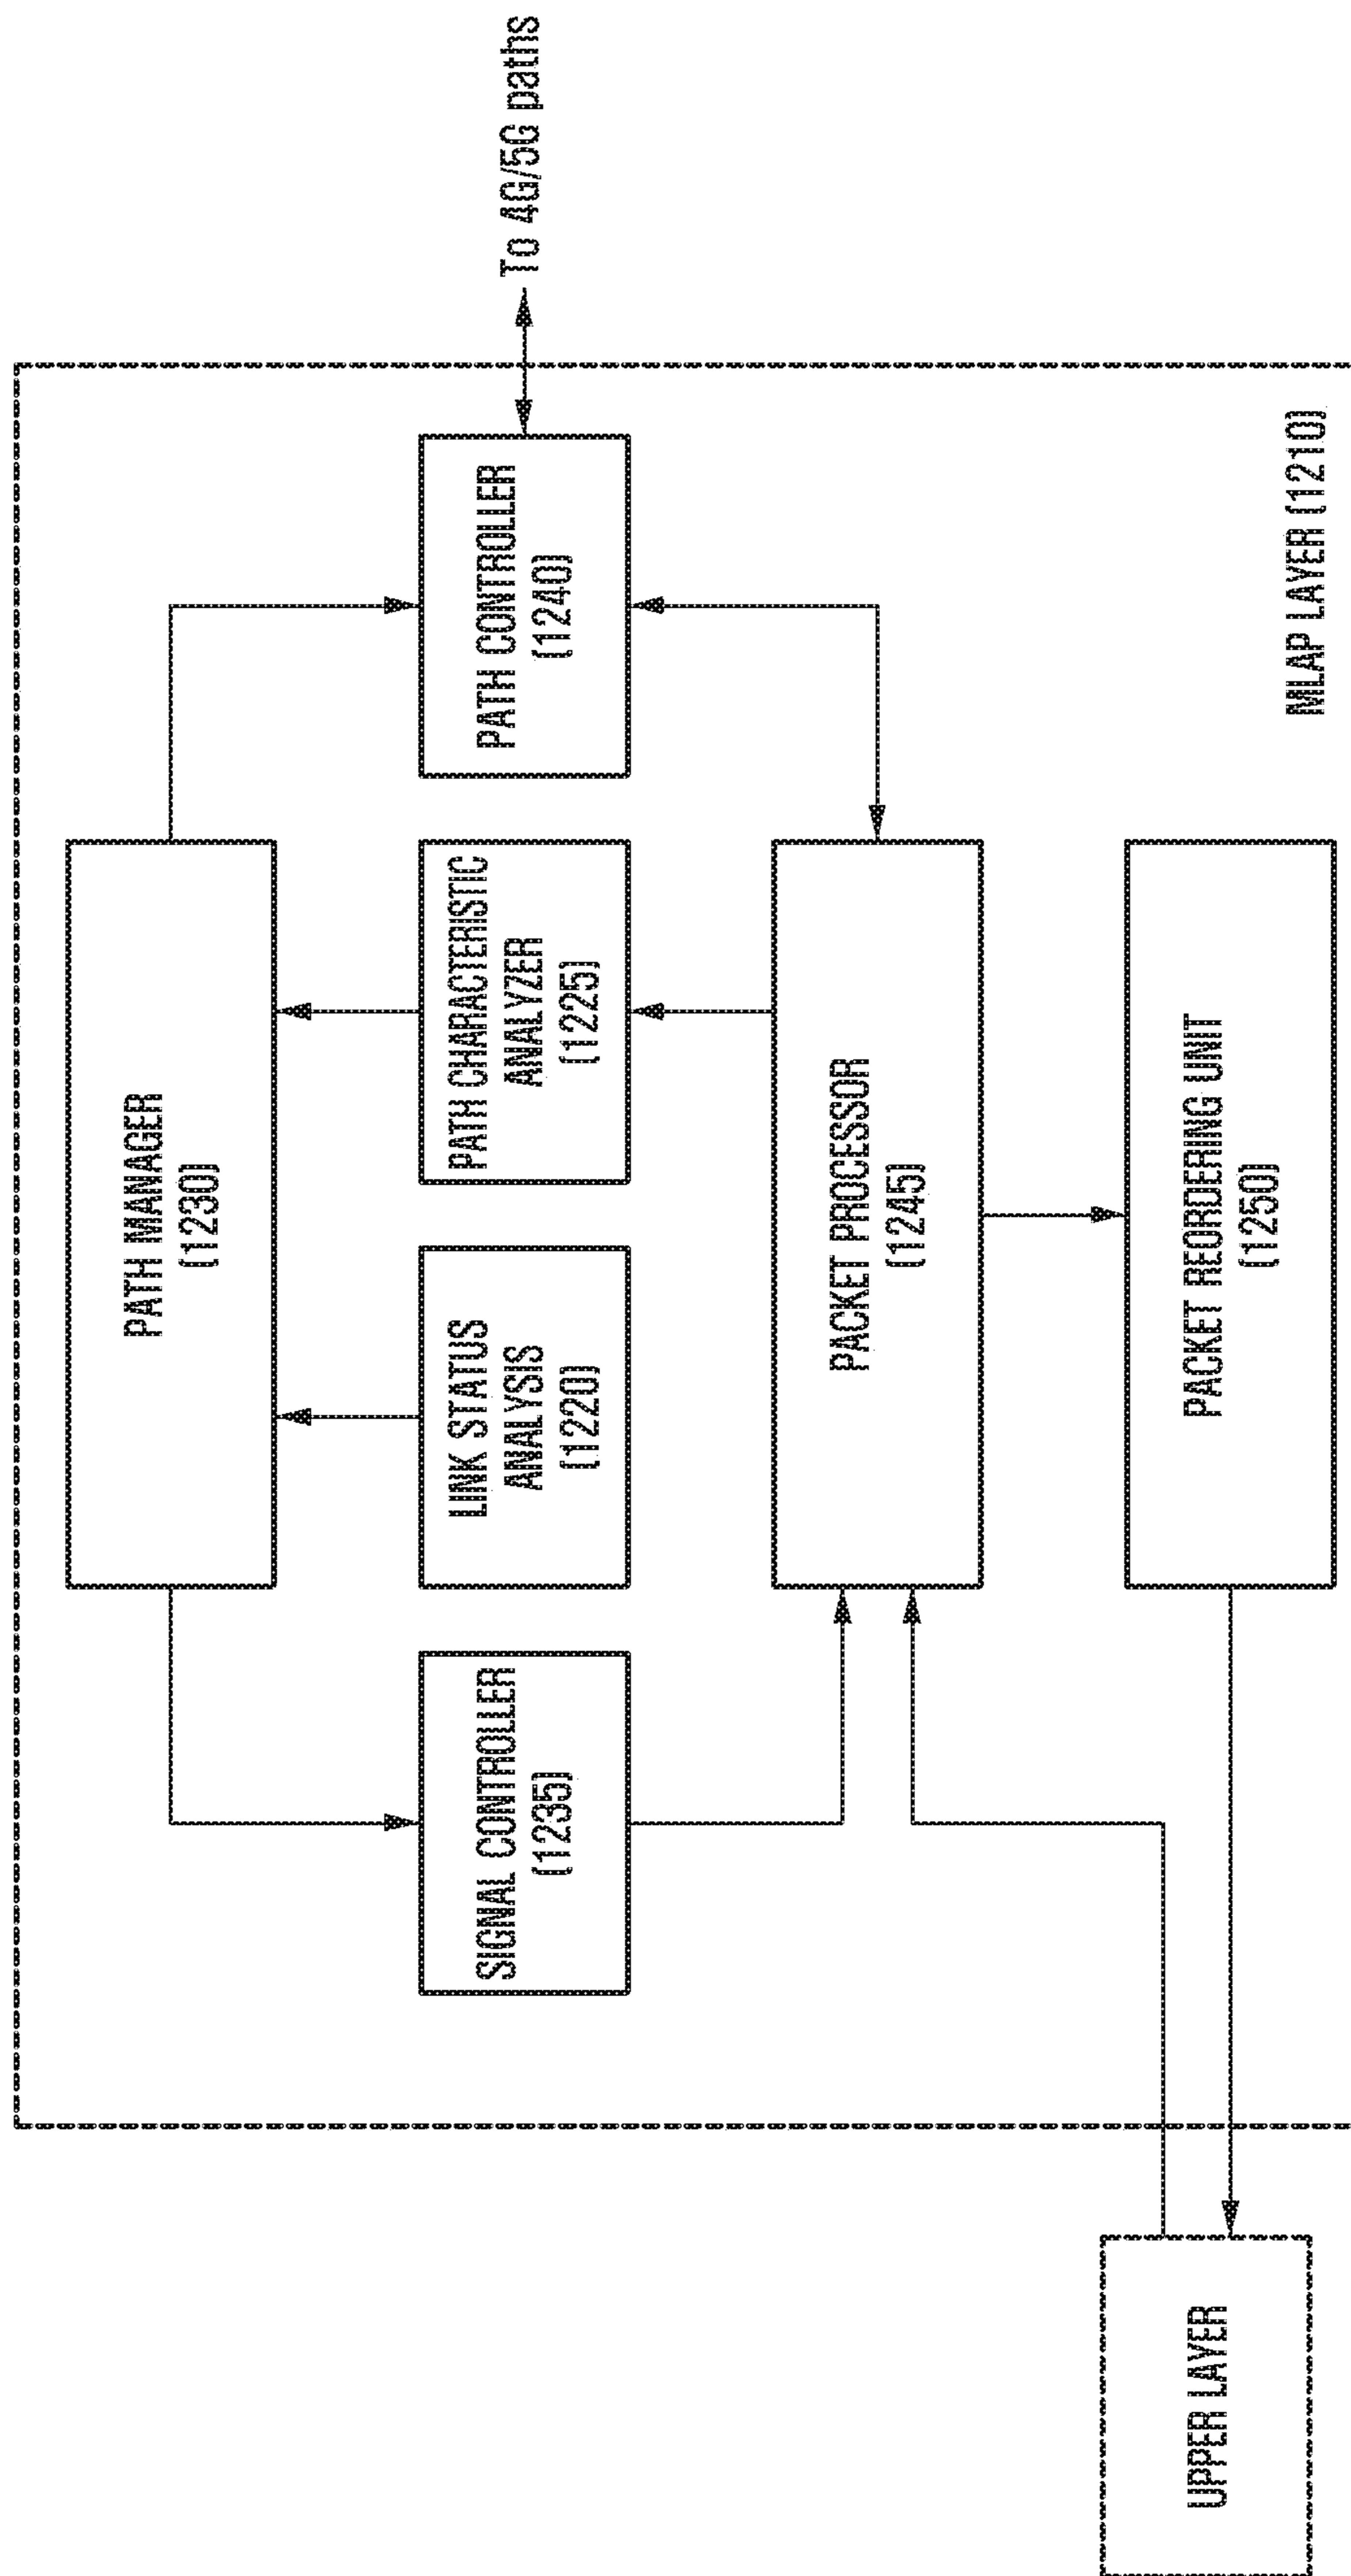 PATH MANAGER
(1230)
SIGNAL CONTROLLER
(1235)
LINK STATUS
ANALYSIS
(1220)
PATH CHARACTERISTIC
ANALYZER
(1225)
PATH CONTROLLER
(1240)
To 4G/5G paths
PACKET PROCESSOR
(1245)
UPPER LAYER
PACKET REORDERING UNIT
(1250)
MLAP LAYER (1210)